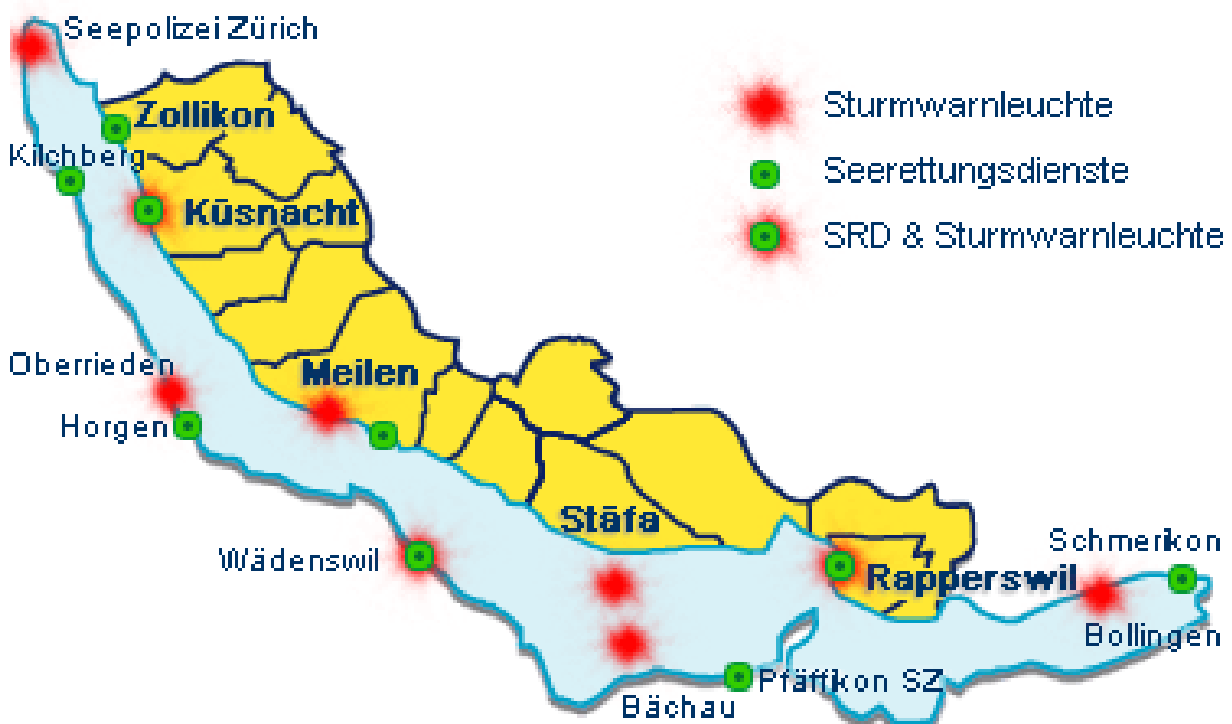 Seepolizei Zürich
Sturmwarnleuchte
Zollikon
Kilchberg
Seerettungsdienste
Küsnacht
SRD & Sturmwarnleuchte
Oberrieden
Meilen
Horgen
Stäfa
Wädenswil
Schmerikon
Rapperswil
Bollingen
Pfäffikon SZ
Bächau